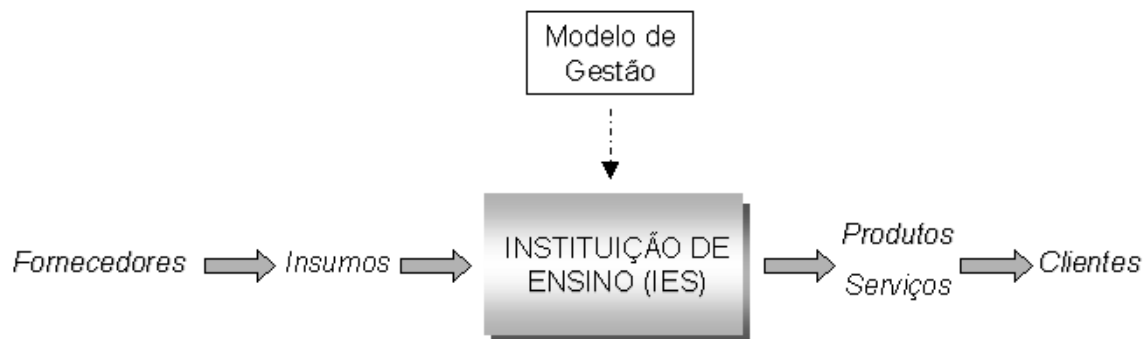 Modelo de
Gestão
Fornecedores
Insumos
INSTITUIÇÃO DE
ENSINO (IES)
Produtos
Serviços
Clientes